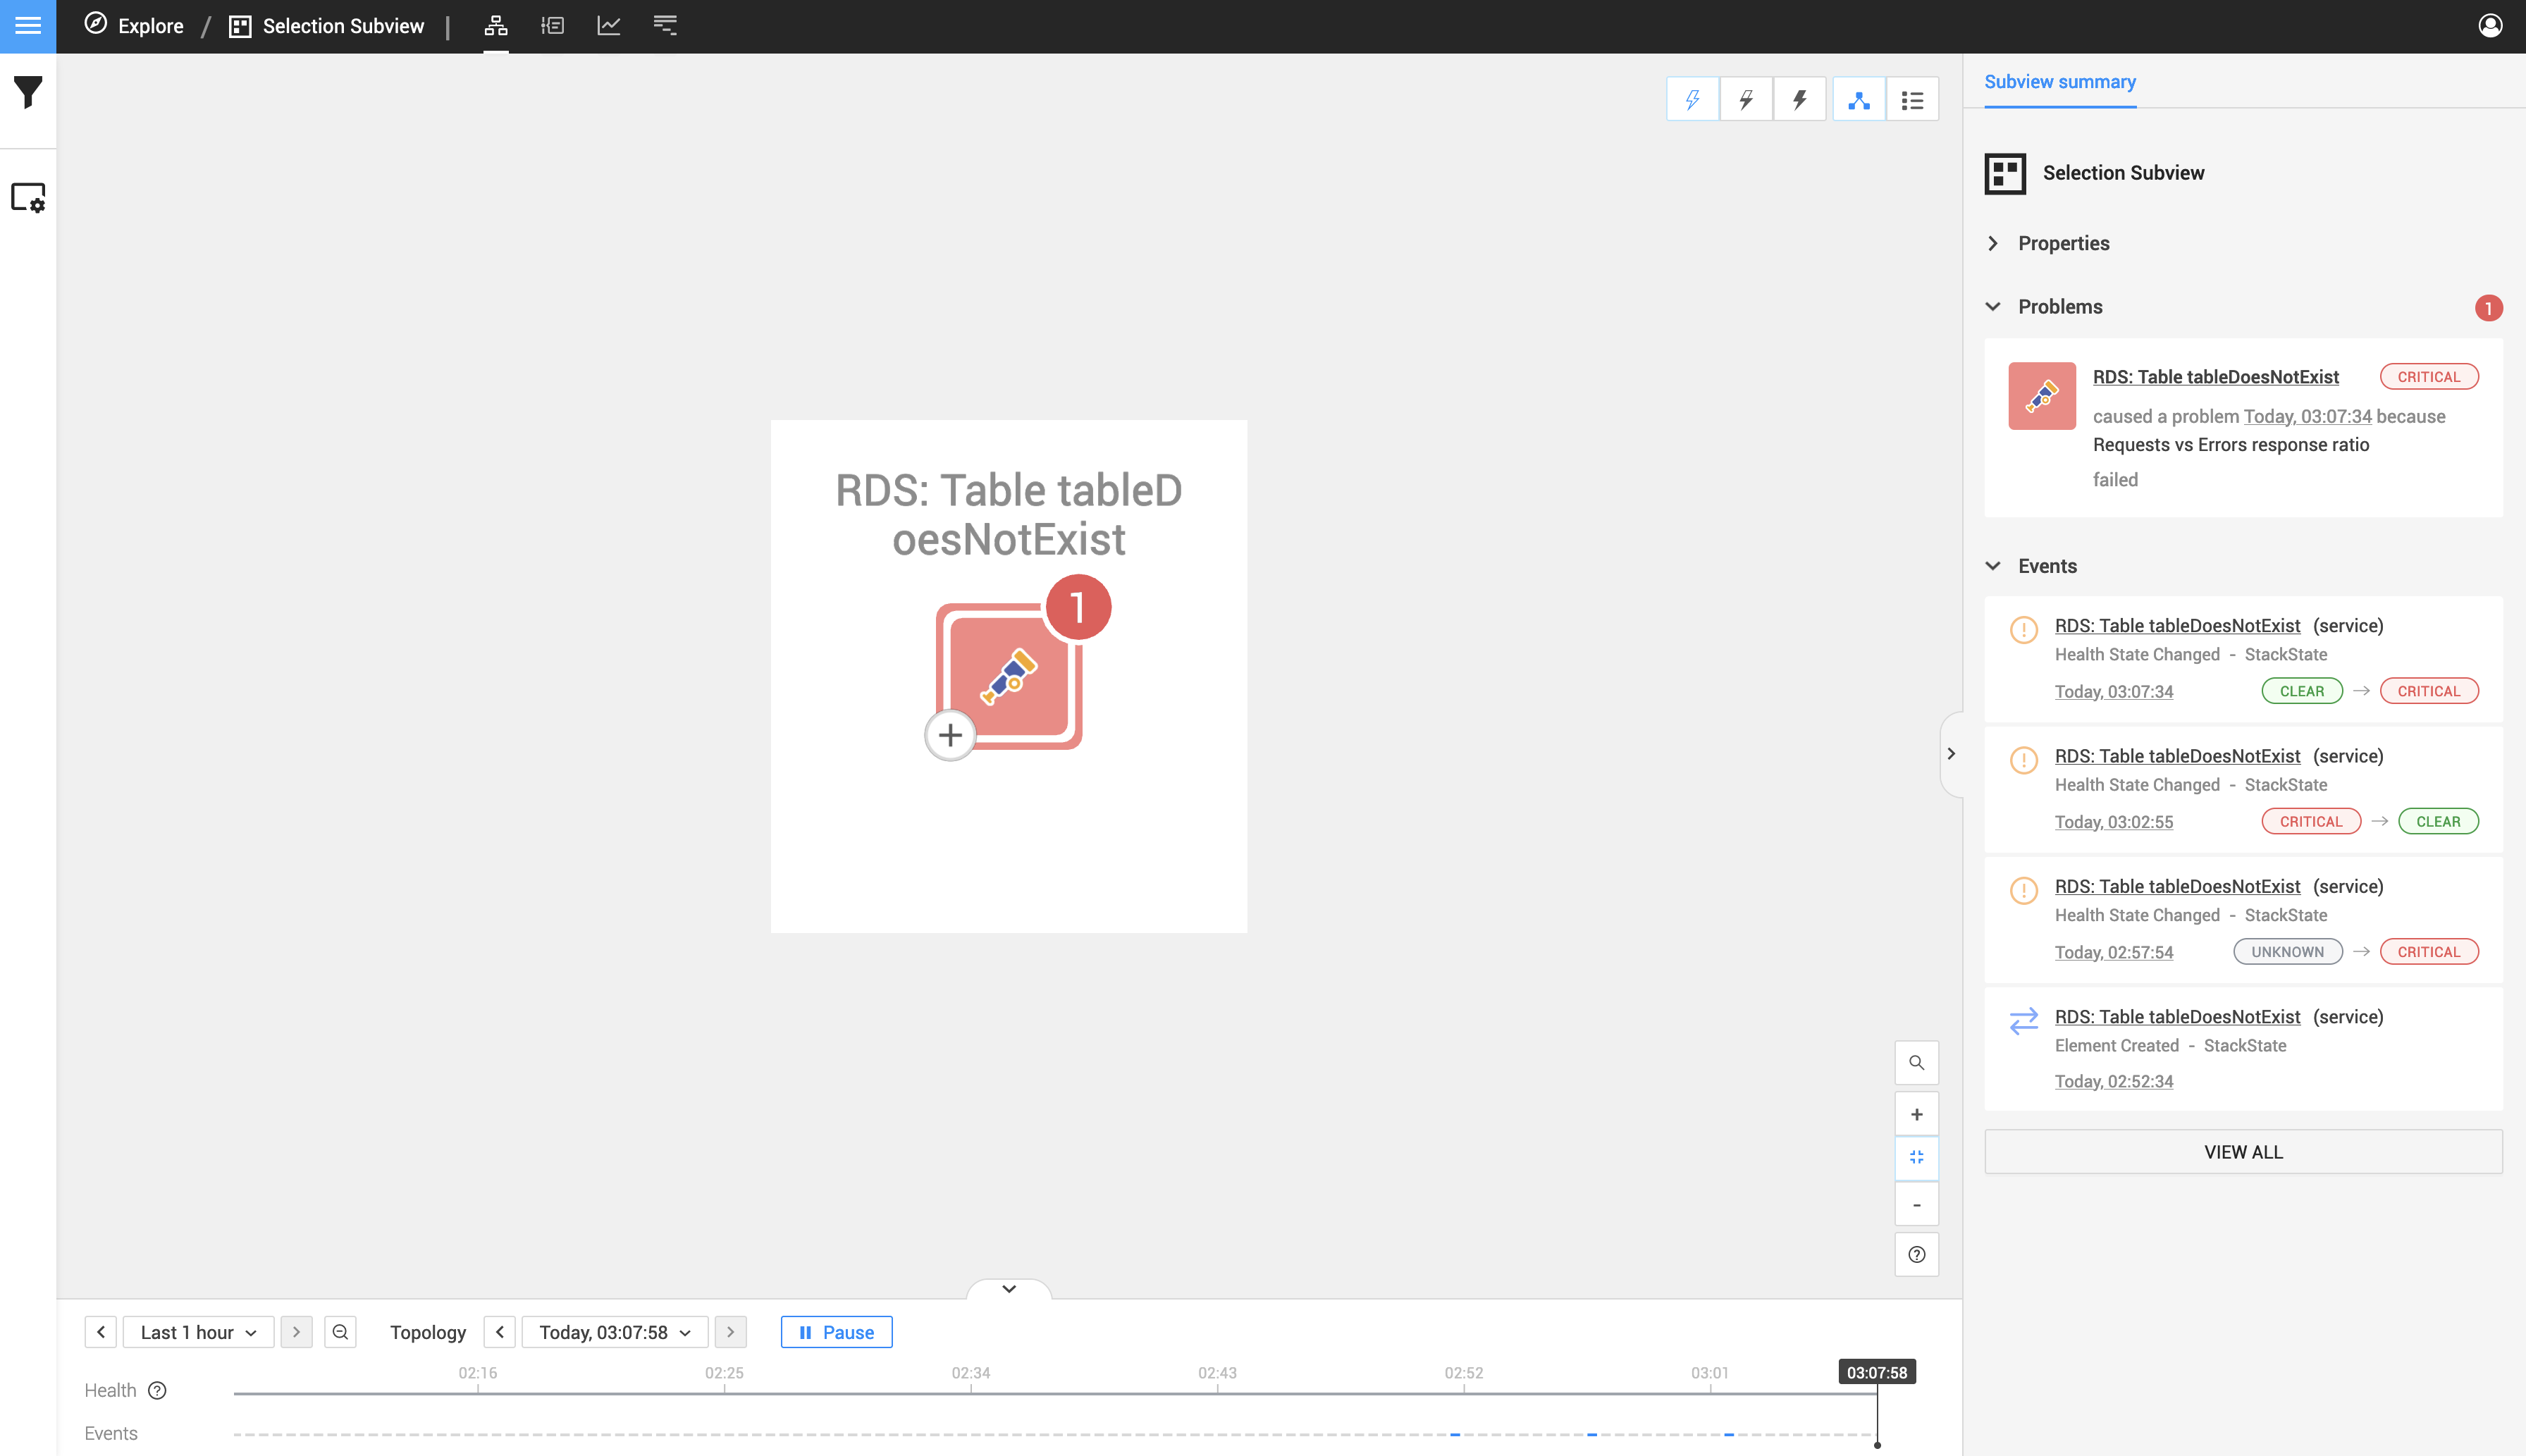 Explore / Selection Subview |
Subview summary
Selection Subview
Properties
Problems 1
RDS: Table tableDoesNotExist CRITICAL
caused a problem Today, 03:07:34 because
Requests vs Errors response ratio
failed
RDS: Table tableD
oesNotExist
1
Events
RDS: Table tableDoesNotExist (service)
Health State Changed - StackState
Today, 03:07:34 CLEAR → CRITICAL
RDS: Table tableDoesNotExist (service)
Health State Changed - StackState
Today, 03:02:55 CRITICAL → CLEAR
RDS: Table tableDoesNotExist (service)
Health State Changed - StackState
Today, 02:57:54 UNKNOWN → CRITICAL
RDS: Table tableDoesNotExist (service)
Element Created - StackState
Today, 02:52:34
VIEW ALL
Last 1 hour Topology Today, 03:07:58 Pause
02:16 02:25 02:34 02:43 02:52 03:01 03:07:58
Health
Events